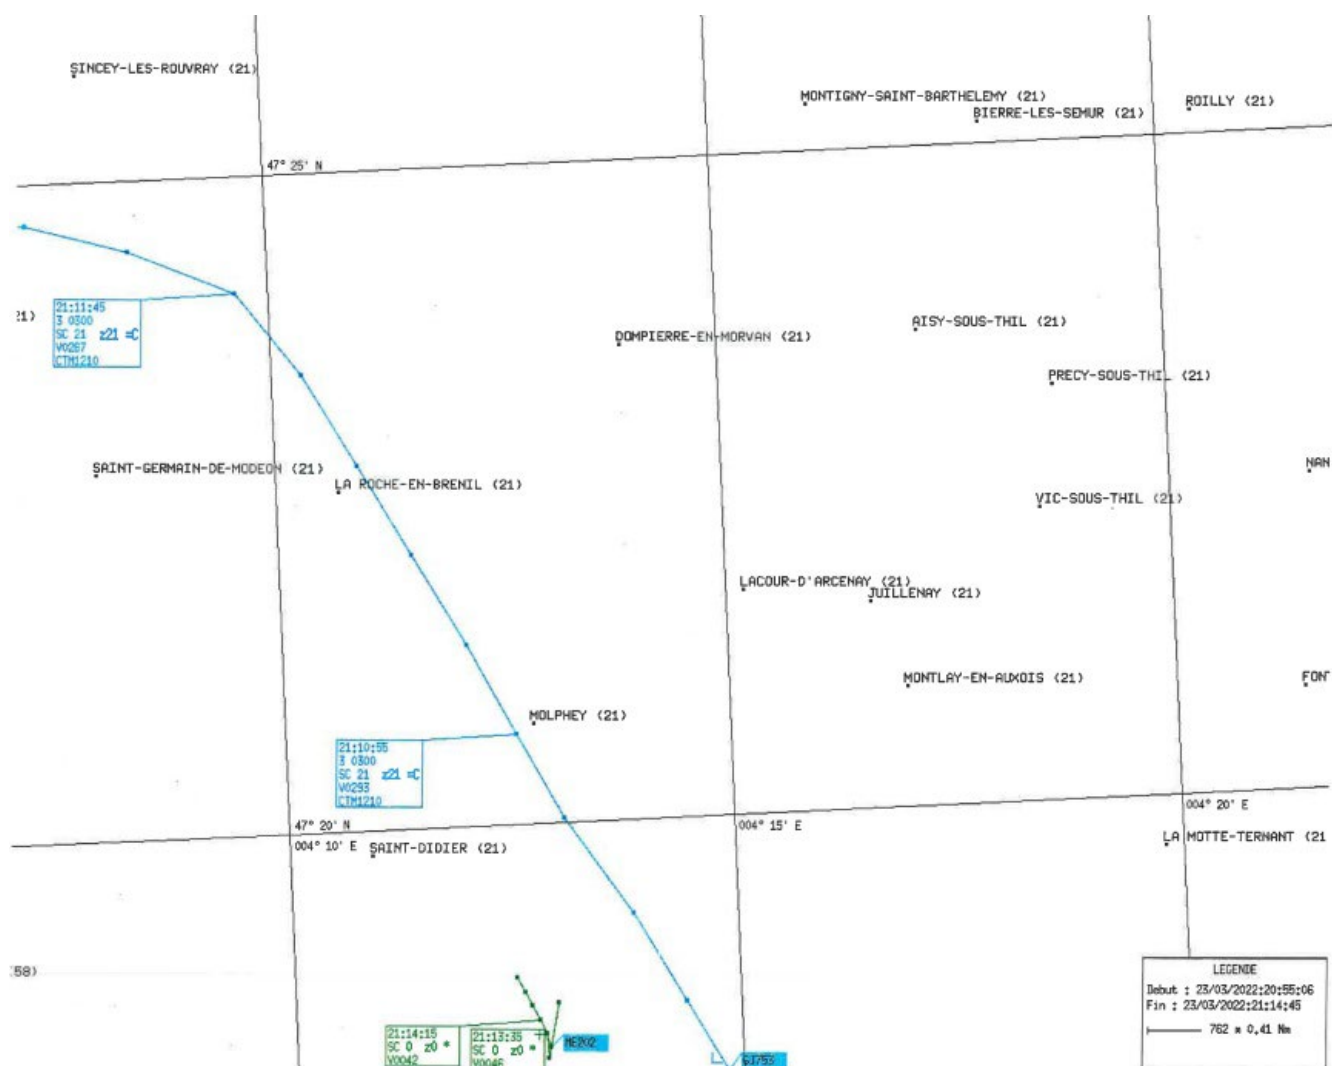 SINCEY-LES-ROUVRAY (21)
MONTIGNY-SAINT-BARTHELEMY (21)
BIERRE-LES-SEMUR (21)
ROILLY (21)
47° 25' N
21:11:45
3 0300
SC 21 z21 =C
V0267
CTM1210
21)
DOMPIERRE-EN-MORVAN (21)
AISY-SOUS-THIL (21)
PRECY-SOUS-THIL (21)
SAINT-GERMAIN-DE-MODEON (21)
LA ROCHE-EN-BRENIL (21)
NAN
VIC-SOUS-THIL (21)
LACOUR-D'ARCENAY (21)
JUILLENAY (21)
MONTLAY-EN-AUXOIS (21)
FONT
MOLPHEY (21)
21:10:55
3 0300
SC 21 z21 =C
V0293
CTM1210
47° 20' N
004° 10' E
SAINT-DIDIER (21)
004° 15' E
004° 20' E
LA MOTTE-TERNANT (21
58)
21:14:15
SC 0 z0 *
V0042
21:13:35
SC 0 z0 *
V0046
ME202
GJ753
LEGENDE
Debut : 23/03/2022:20:55:06
Fin : 23/03/2022:21:14:45
762 m 0.41 Nm